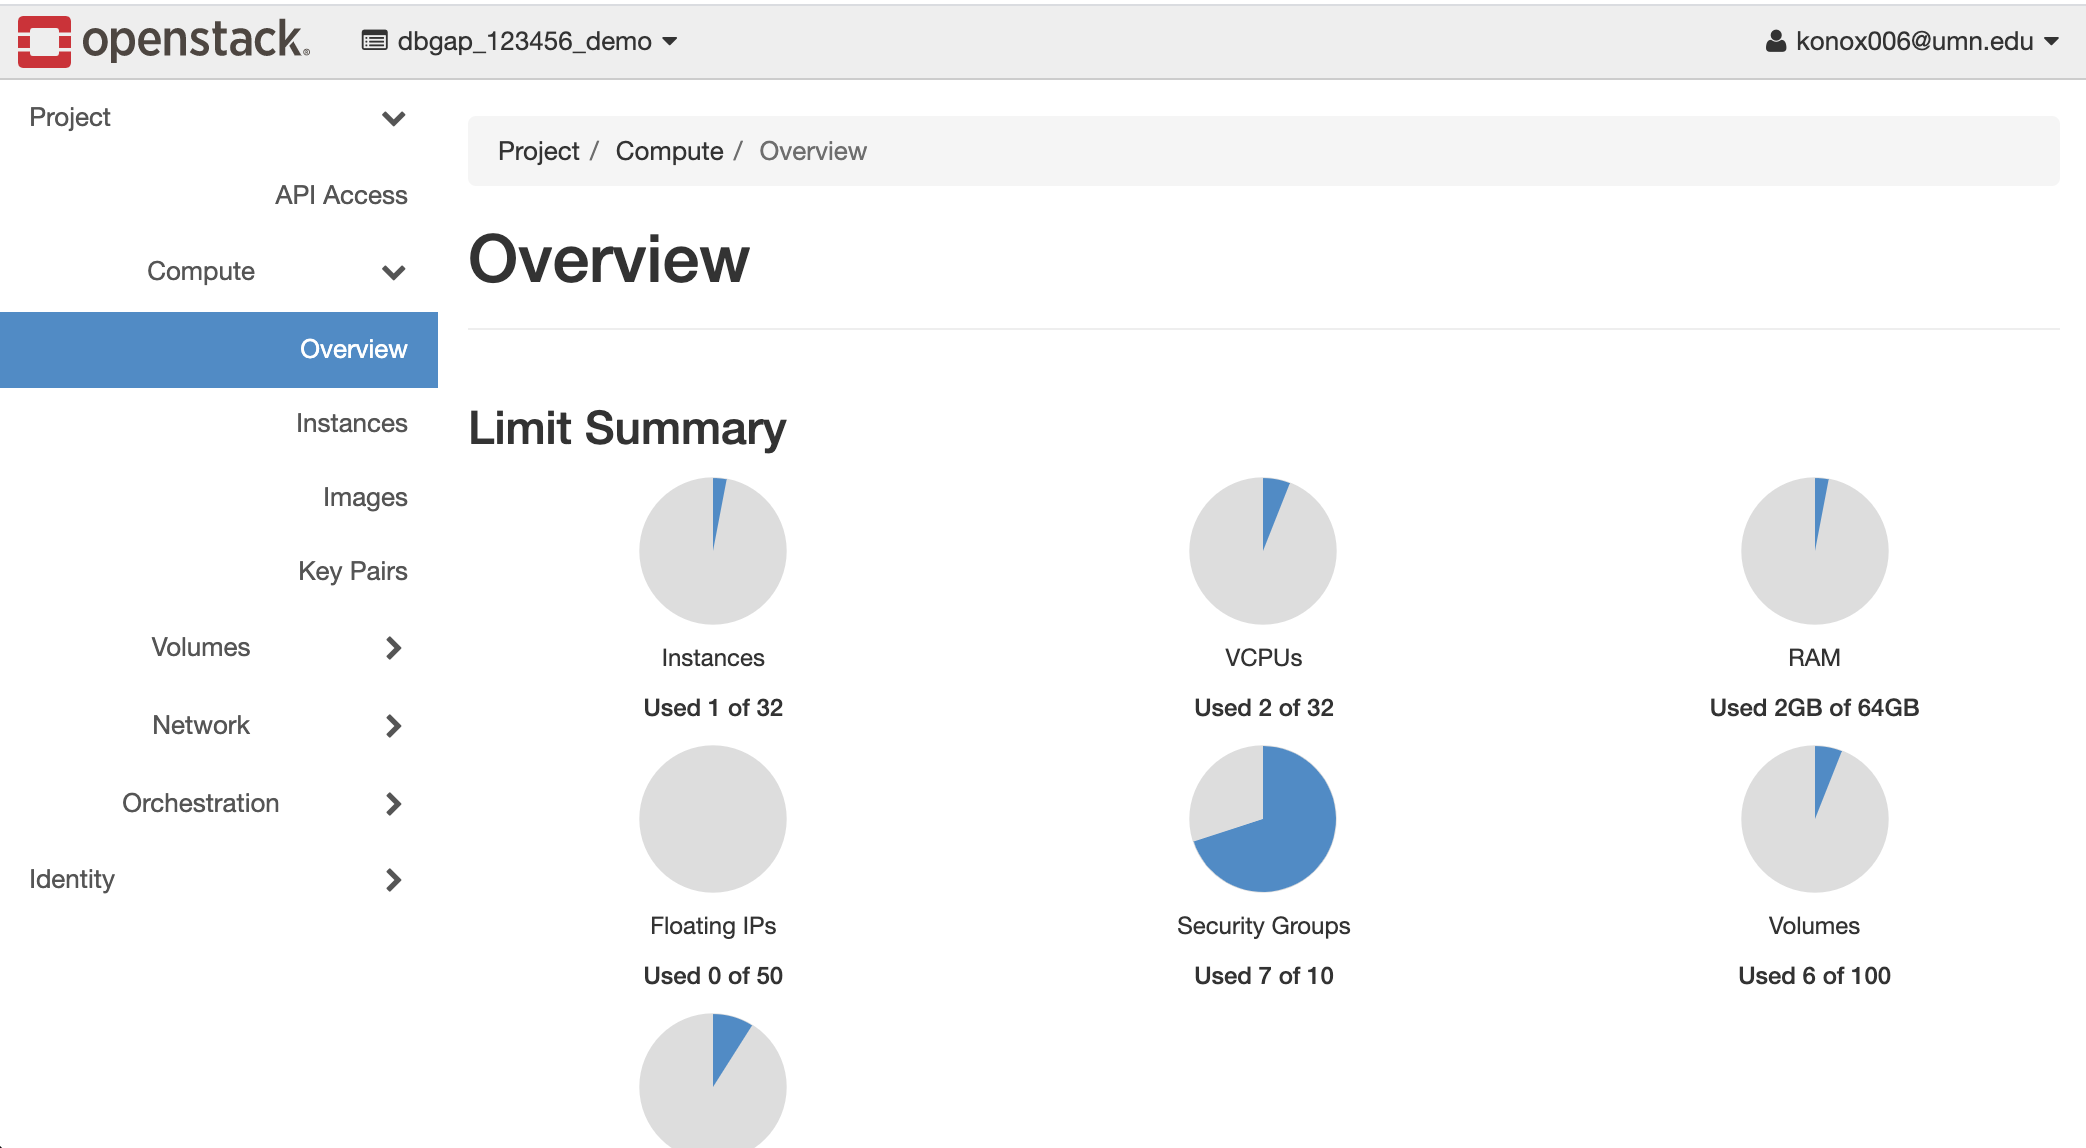 openstack.
dbgap_123456_demo
konox006@umn.edu
Project
API Access
Compute
Overview
Instances
Images
Key Pairs
Volumes
Network
Orchestration
Identity
Project / Compute / Overview
Overview
Limit Summary
Instances
Used 1 of 32
VCPUs
Used 2 of 32
RAM
Used 2GB of 64GB
Floating IPs
Used 0 of 50
Security Groups
Used 7 of 10
Volumes
Used 6 of 100